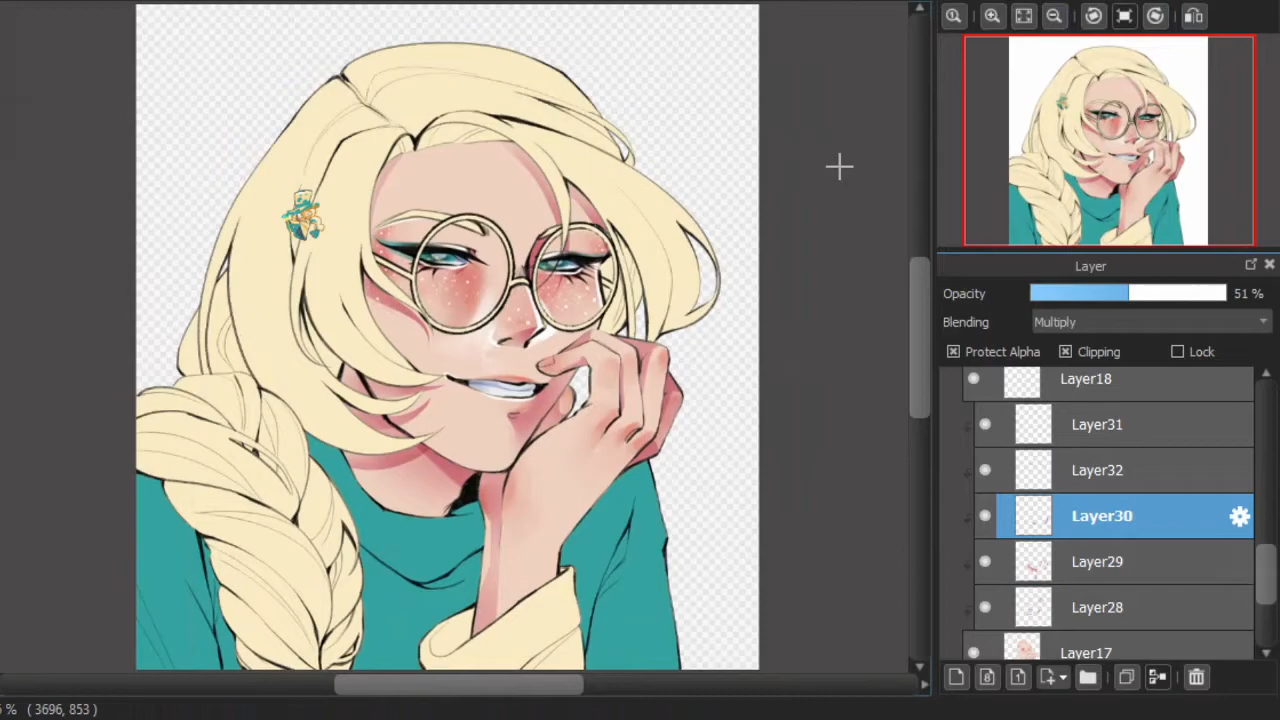 Layer
Opacity 51 %
Blending Multiply
Protect Alpha Clipping Lock
Layer18
Layer31
Layer32
Layer30
Layer29
Layer28
Layer17
% ( 3696, 853 )